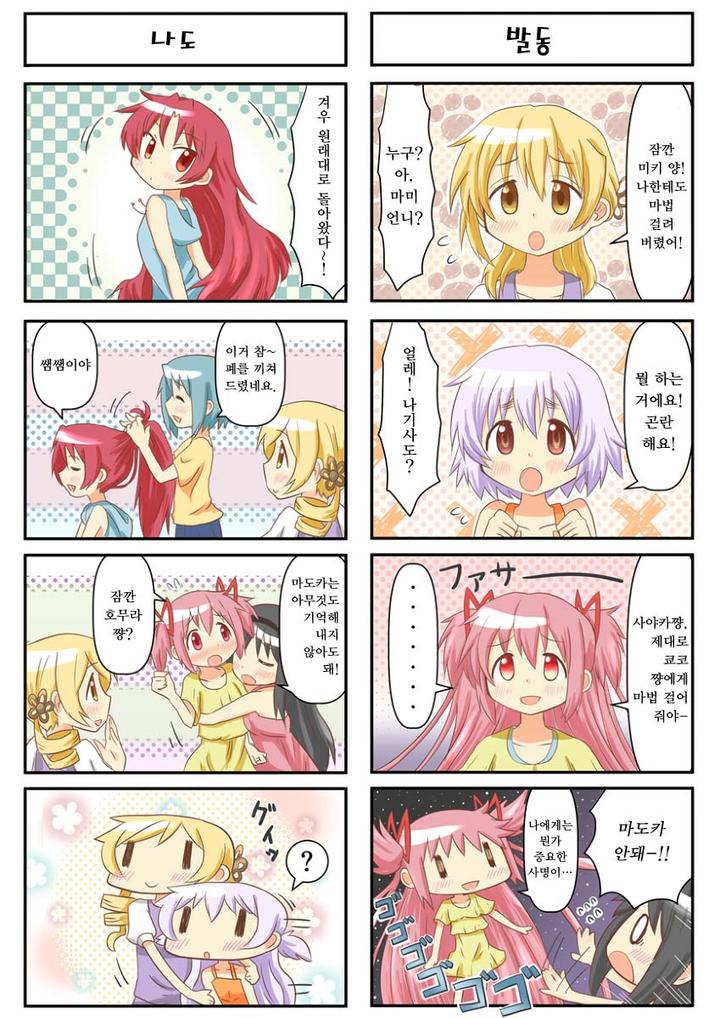 발동
잠깐
미키 양!
나한테도
마법
걸려
버렸어!
누구?
아,
마미
언니?
뭘 하는
거에요!
곤란
해요!
얼레! 나기사도?
ファサー
사야카쨩.
제대로
쿄코
쨩에게
마법 걸어
줘야-
・・・・・・・・
마도카
안돼-!!
나에게는
뭔가
중요한
사명이…
ゴゴゴゴゴゴゴ
나도
겨우 원래대로 돌아왔다~!
이거 참~
폐를 끼쳐
드렸네요.
쌤쌤이야
마도카는
아무것도
기억해
내지
않아도
돼!
잠깐
호무라
쨩?
グイッ
?